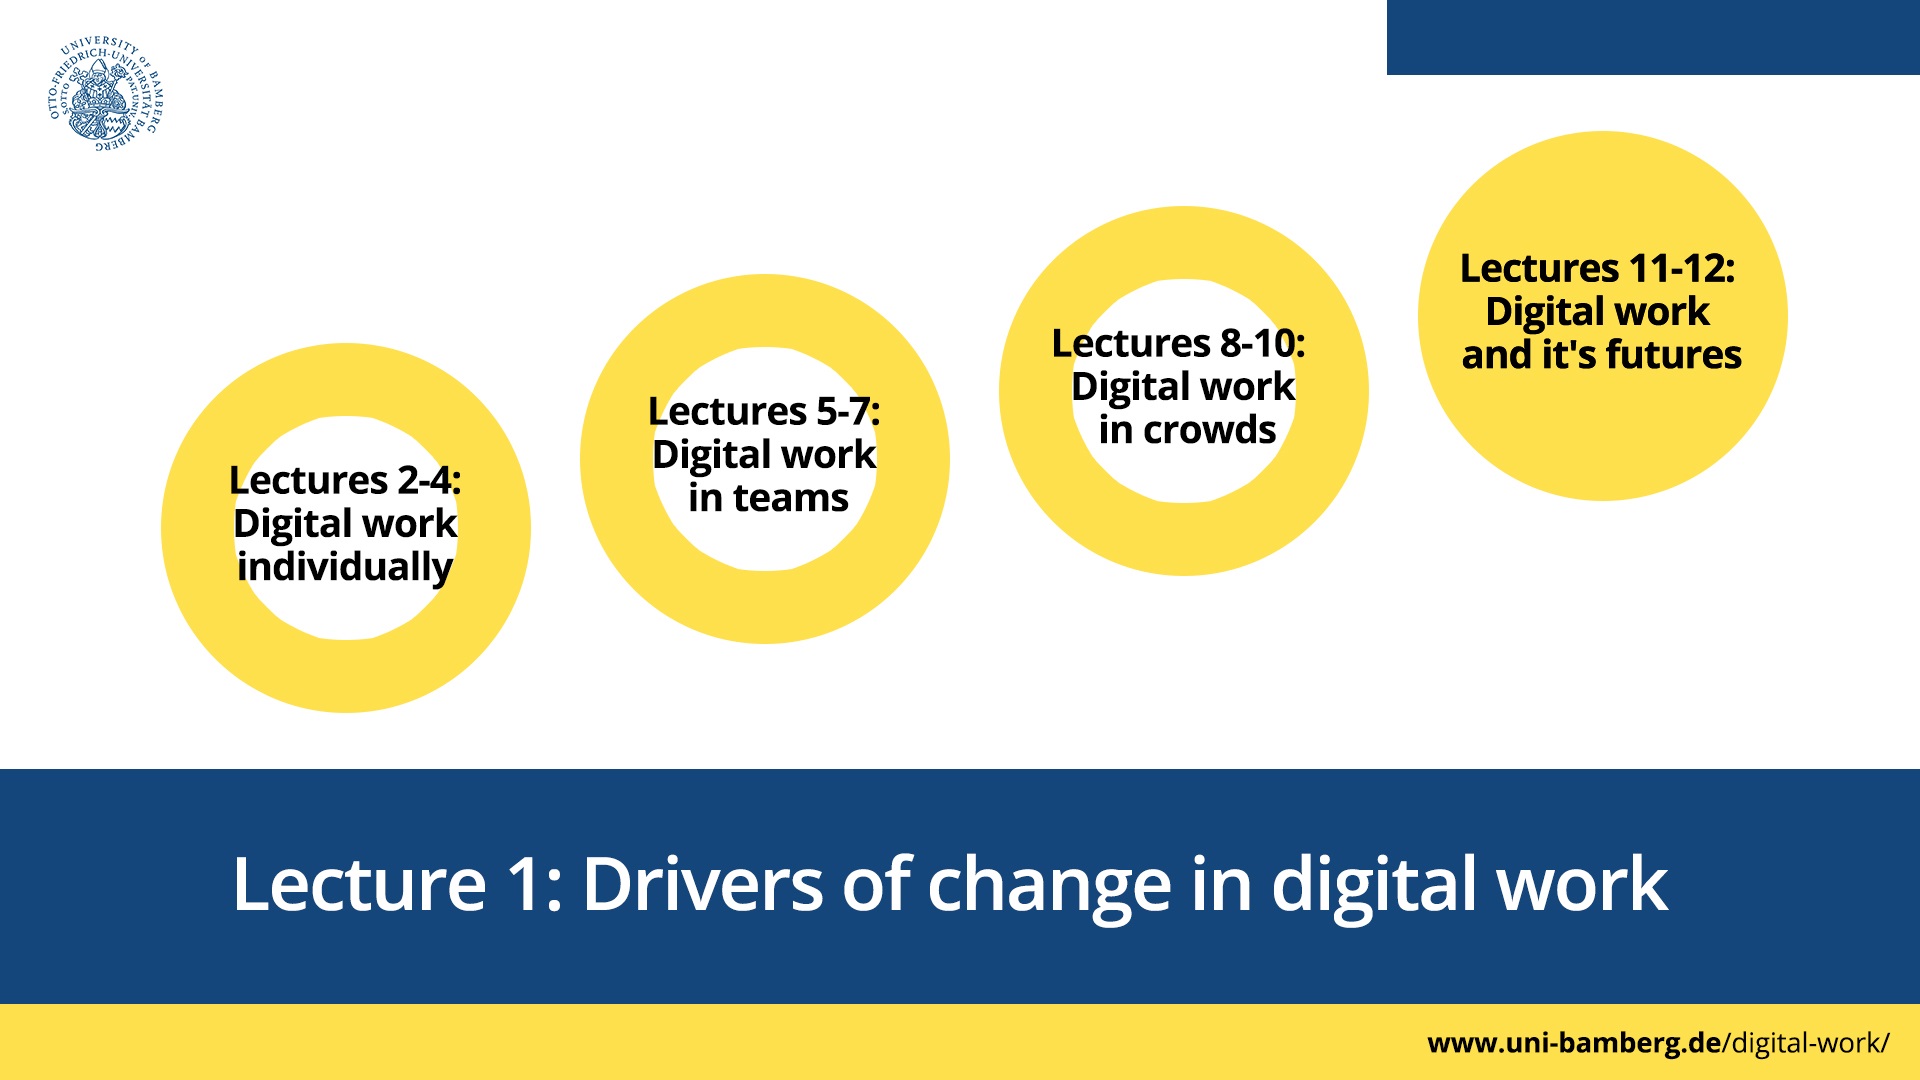 UNIVERSITY OF BAMBERG
OTTO-FRIEDRICH-UNIVERSITÄT BAMBERG
Lectures 2-4:
Digital work
individually
Lectures 5-7:
Digital work
in teams
Lectures 8-10:
Digital work
in crowds
Lectures 11-12:
Digital work
and it's futures
Lecture 1: Drivers of change in digital work
www.uni-bamberg.de/digital-work/